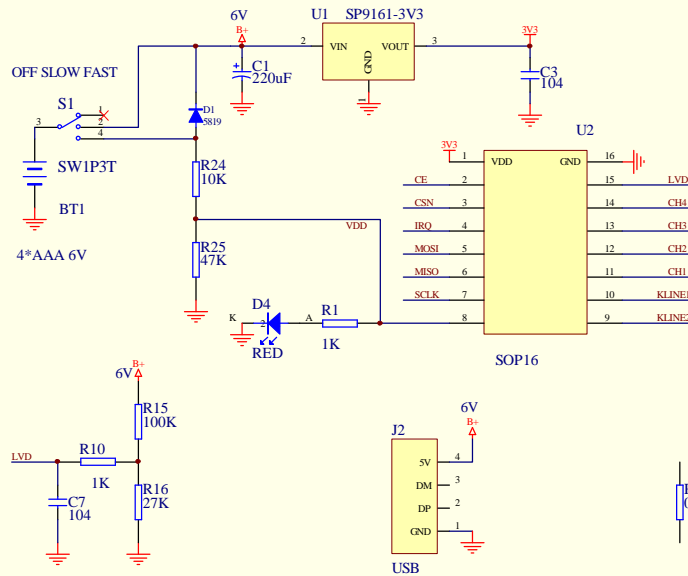 6V
B+
U1 SP9161-3V3
2 VIN VOUT 3
GND
1
3V3
C1
220uF
C3
104
OFF SLOW FAST
S1
3
1
2
4
SW1P3T
BT1
4*AAA 6V
D1
5819
R24
10K
R25
47K
VDD
U2
3V3
1 VDD GND 16
CE 2 15 LVD
CSN 3 14 CH4
IRQ 4 13 CH3
MOSI 5 12 CH2
MISO 6 11 CH1
SCLK 7 10 KLINE1
8 9 KLINE2
SOP16
D4
K 2 A
RED
R1
1K
6V B+
R15
100K
LVD
R10
1K
C7
104
R16
27K
6V
B+
J2
5V 4
DM 3
DP 2
GND 1
USB